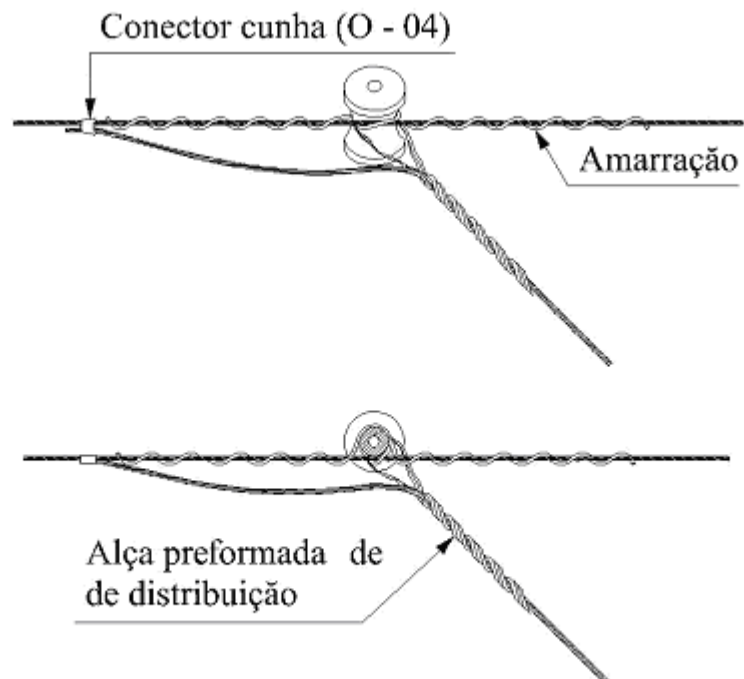 Conector cunha (O - 04)
Amarração
Alça preformada de
de distribuição